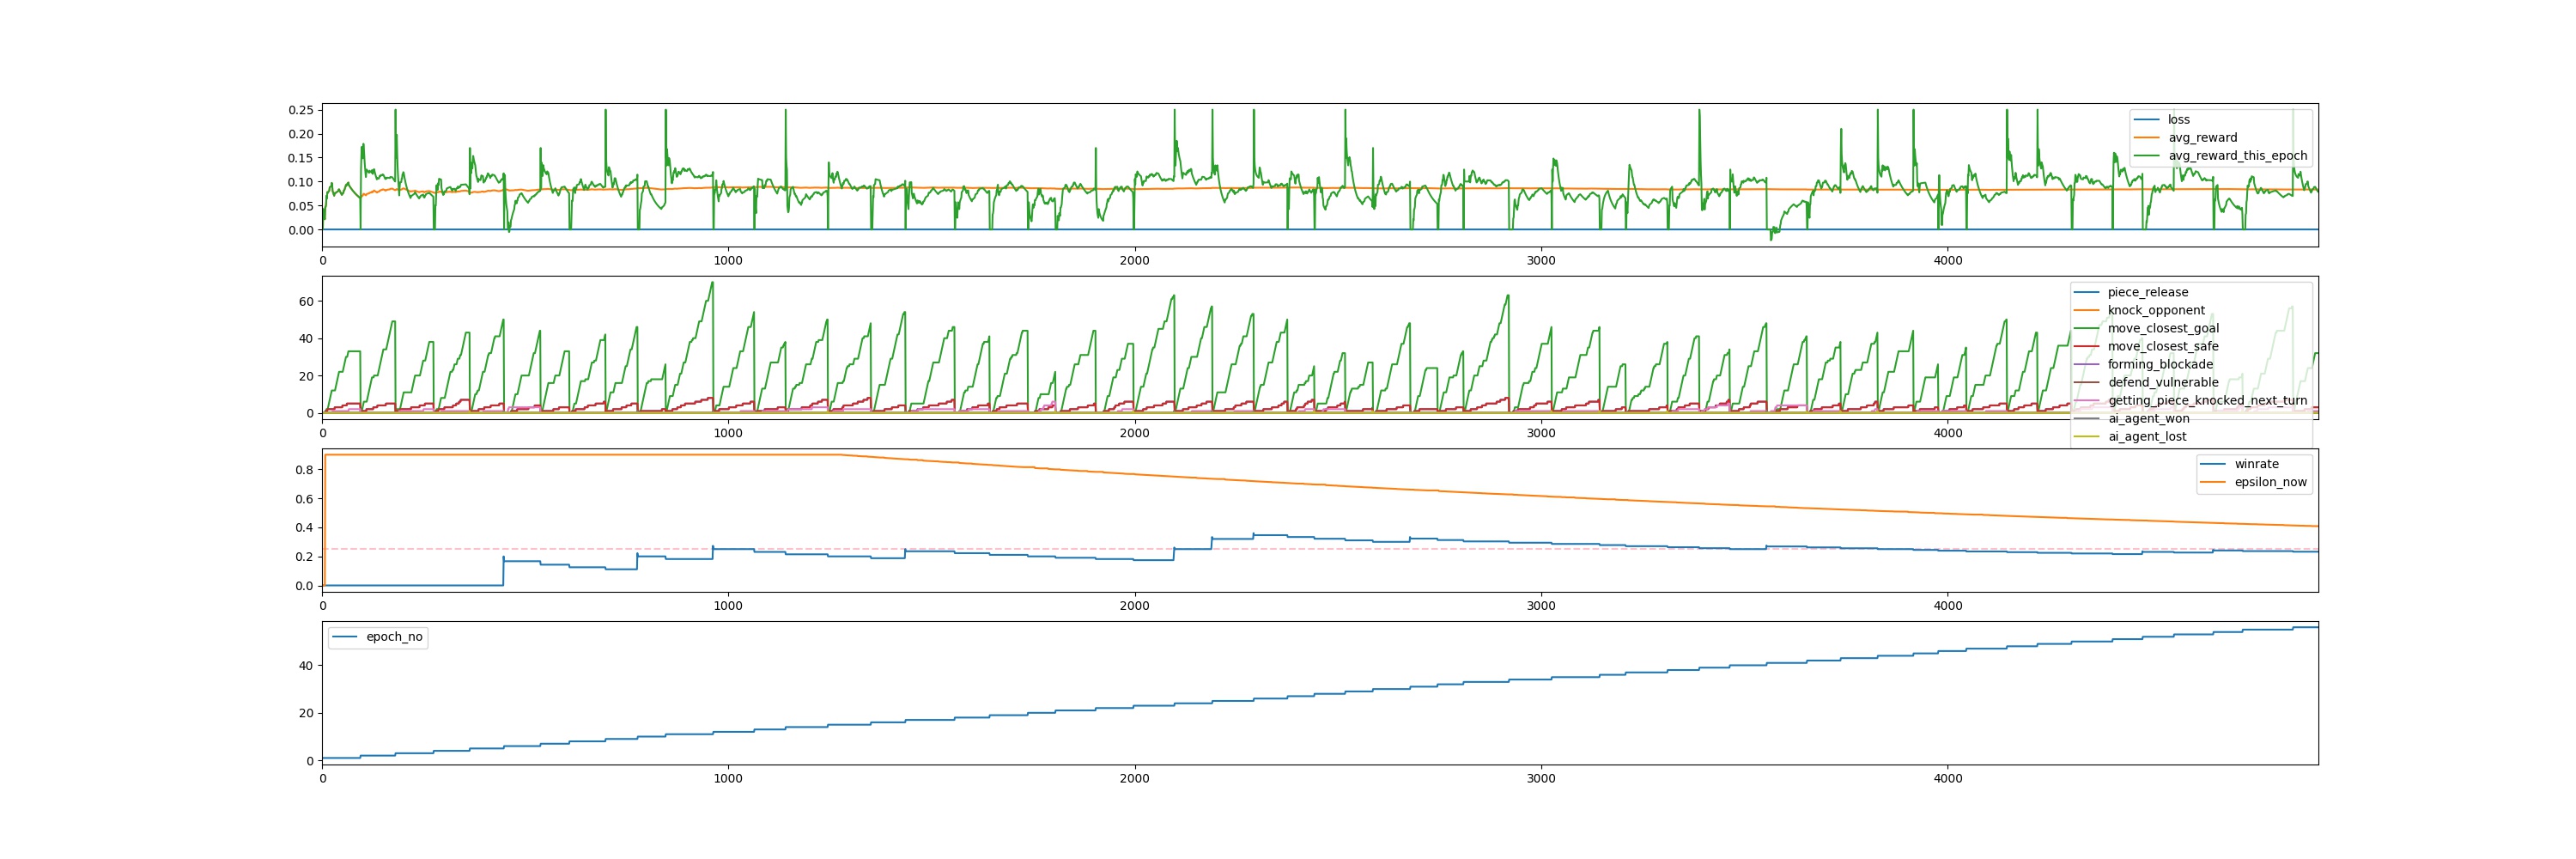 0.25
0.20
0.15
0.10
0.05
0.00
loss
avg_reward
avg_reward_this_epoch
0 1000 2000 3000 4000
60
40
20
0
piece_release
knock_opponent
move_closest_goal
move_closest_safe
forming_blockade
defend_vulnerable
getting_piece_knocked_next_turn
ai_agent_won
ai_agent_lost
0 1000 2000 3000 4000
0.8
0.6
0.4
0.2
0.0
winrate
epsilon_now
0 1000 2000 3000 4000
40
20
0
epoch_no
0 1000 2000 3000 4000